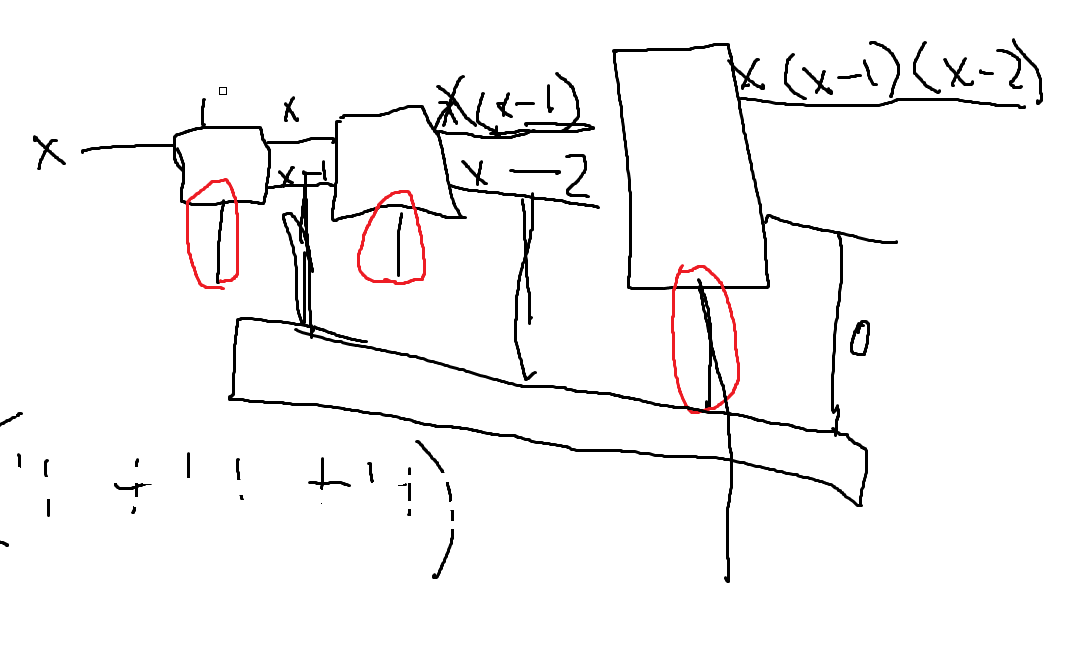 x (x-1) (x-2)
x
x(x-1)
x
x-1
x - 2
0
+ +